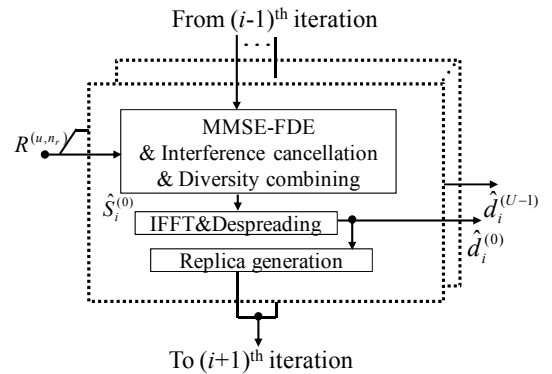 From (i-1)th iteration
...
R(u,nr)
MMSE-FDE
& Interference cancellation
& Diversity combining
Ŝi(0)
IFFT&Despreading
d̂i(U-1)
d̂i(0)
Replica generation
To (i+1)th iteration